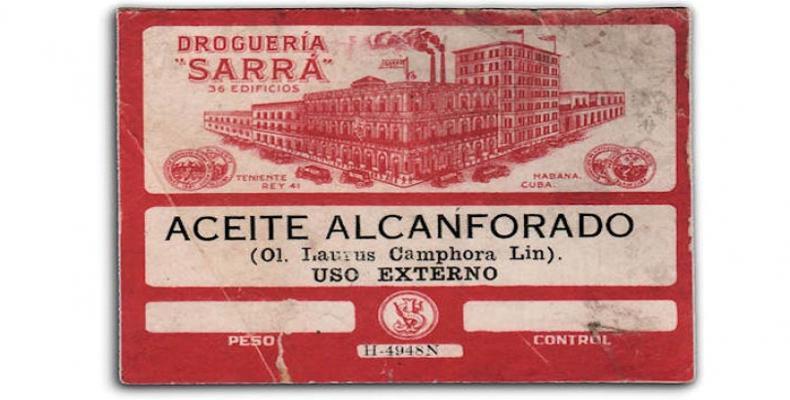 DROGUERÍA
"SARRÁ"
36 EDIFICIOS
TENIENTE
REY 41
HABANA.
CUBA.
ACEITE ALCANFORADO
(Ol. Laurus Camphora Lin).
USO EXTERNO
PESO
CONTROL
H-4948N